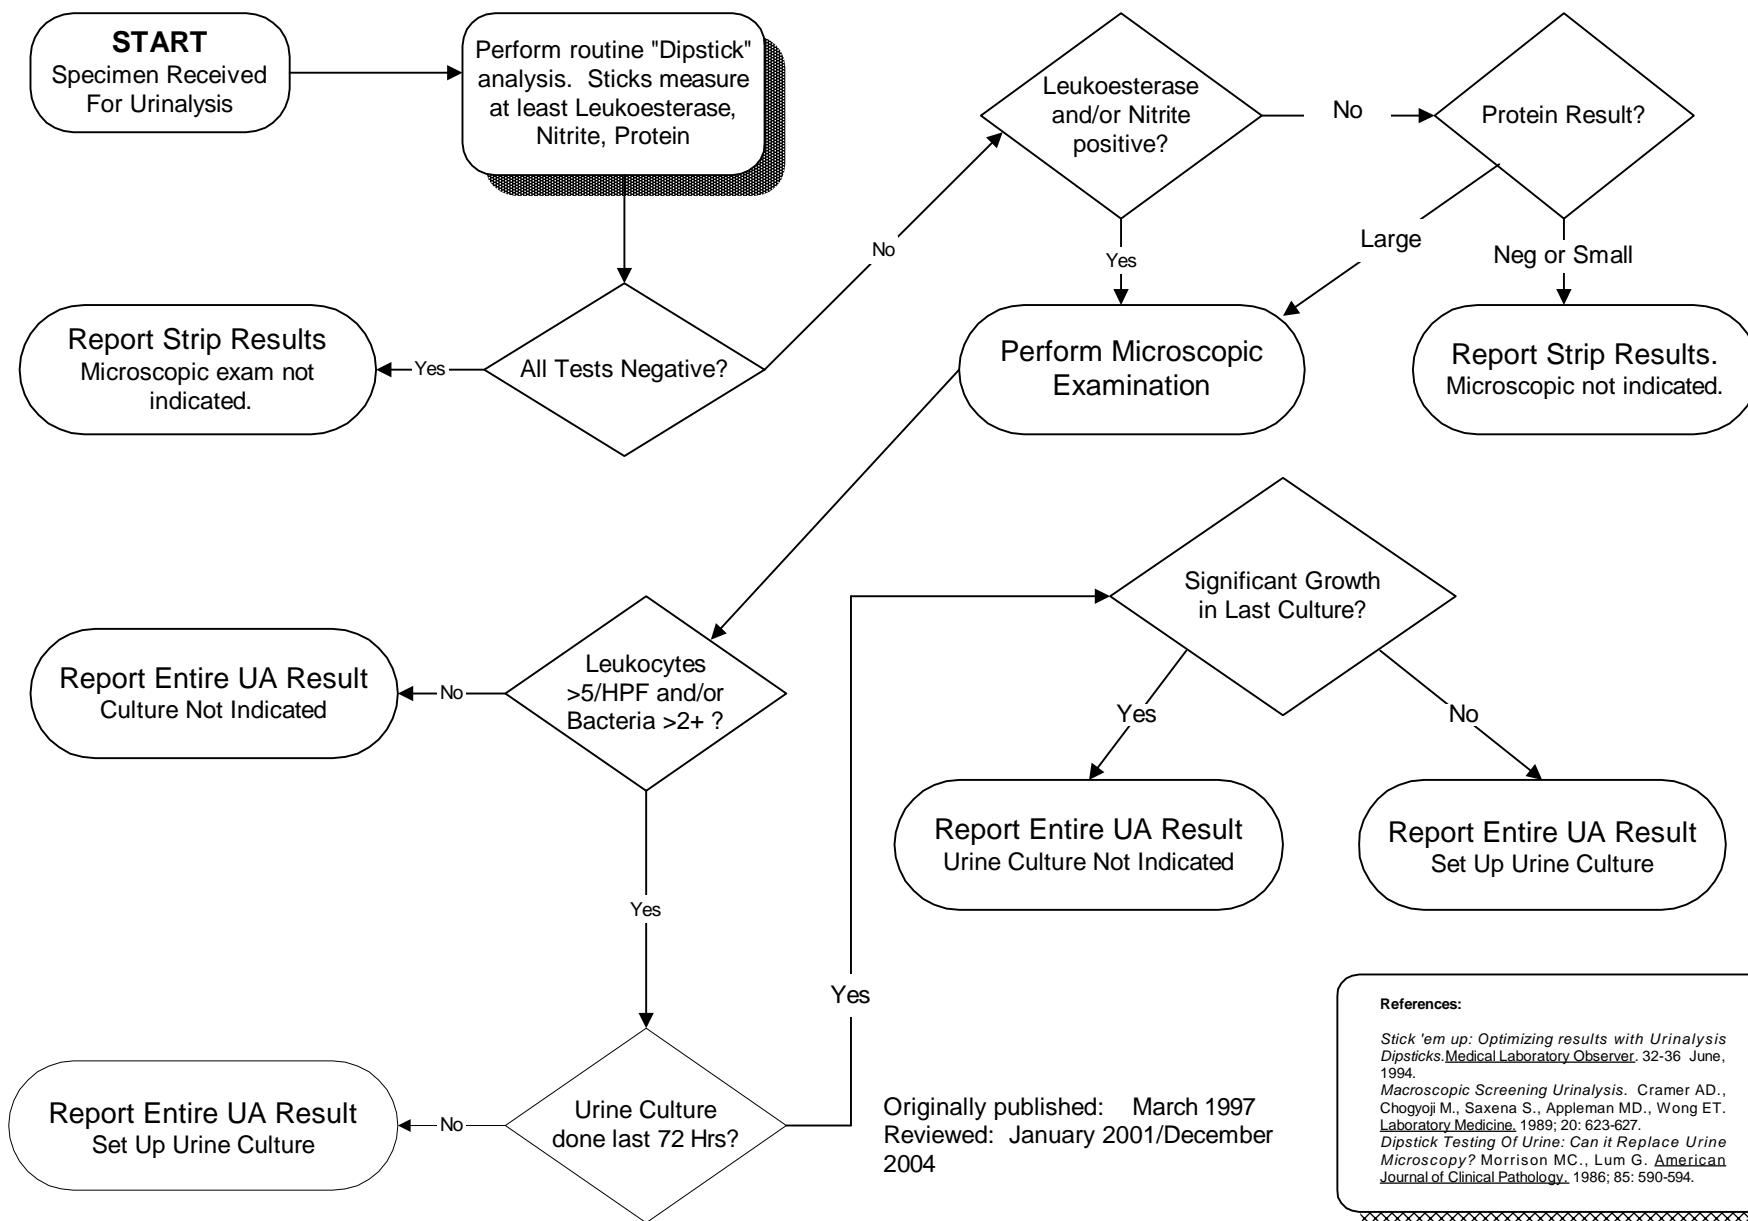 START
Specimen Received
For Urinalysis
Perform routine "Dipstick"
analysis. Sticks measure
at least Leukoesterase,
Nitrite, Protein
Leukoesterase
and/or Nitrite
positive?
No
Protein Result?
No
Yes
Large
Neg or Small
Report Strip Results
Microscopic exam not
indicated.
Yes
All Tests Negative?
Perform Microscopic
Examination
Report Strip Results.
Microscopic not indicated.
Significant Growth
in Last Culture?
Report Entire UA Result
Culture Not Indicated
No
Leukocytes
>5/HPF and/or
Bacteria >2+ ?
Yes
No
Report Entire UA Result
Urine Culture Not Indicated
Report Entire UA Result
Set Up Urine Culture
Yes
Yes
Report Entire UA Result
Set Up Urine Culture
No
Urine Culture
done last 72 Hrs?
Originally published: March 1997
Reviewed: January 2001/December
2004
References:
Stick 'em up: Optimizing results with Urinalysis
Dipsticks.Medical Laboratory Observer. 32-36 June,
1994.
Macroscopic Screening Urinalysis. Cramer AD.,
Chogyoji M., Saxena S., Appleman MD., Wong ET.
Laboratory Medicine. 1989; 20: 623-627.
Dipstick Testing Of Urine: Can it Replace Urine
Microscopy? Morrison MC., Lum G. American
Journal of Clinical Pathology. 1986; 85: 590-594.